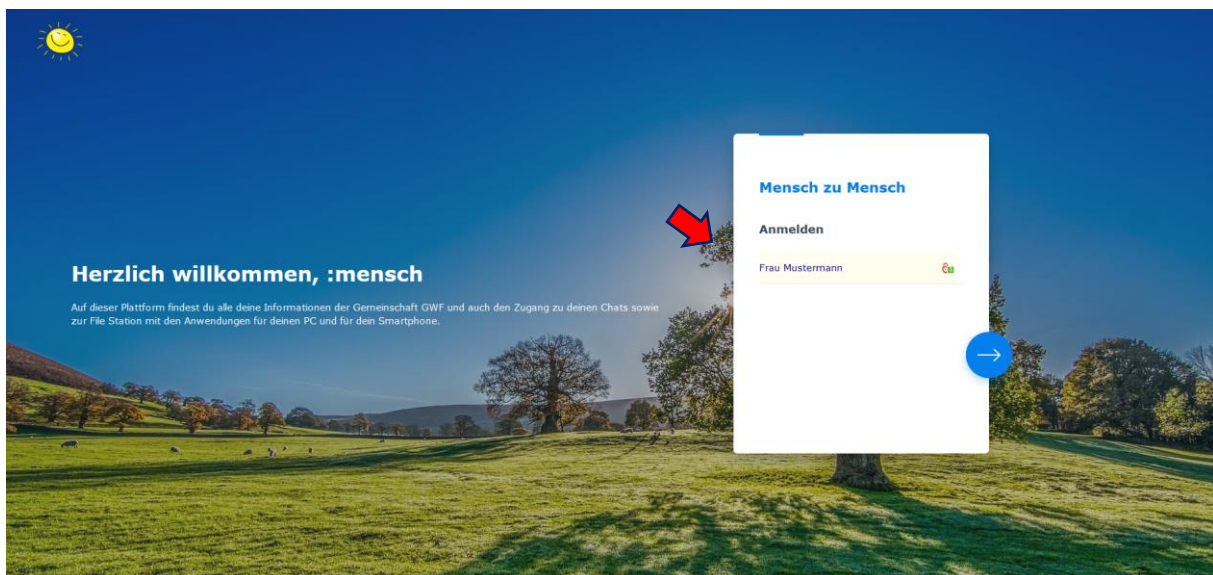 Mensch zu Mensch
Anmelden
Frau Mustermann
Herzlich willkommen, :mensch
Auf dieser Plattform findest du alle deine Informationen der Gemeinschaft GWF und auch den Zugang zu deinen Chats sowie
zur File Station mit den Anwendungen für deinen PC und für dein Smartphone.